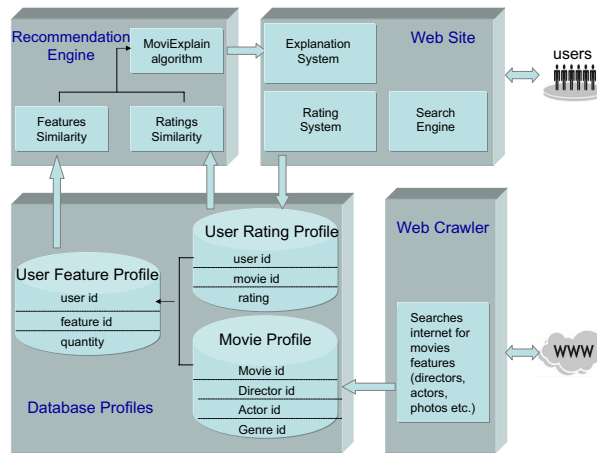 Recommendation
Engine
MoviExplain
algorithm
Features
Similarity
Ratings
Similarity
Explanation
System
Web Site
Rating
System
Search
Engine
users
User Rating Profile
user id
movie id
rating
User Feature Profile
user id
feature id
quantity
Movie Profile
Movie id
Director id
Actor id
Genre id
Database Profiles
Web Crawler
Searches
internet for
movies
features
(directors,
actors,
photos etc.)
WWW